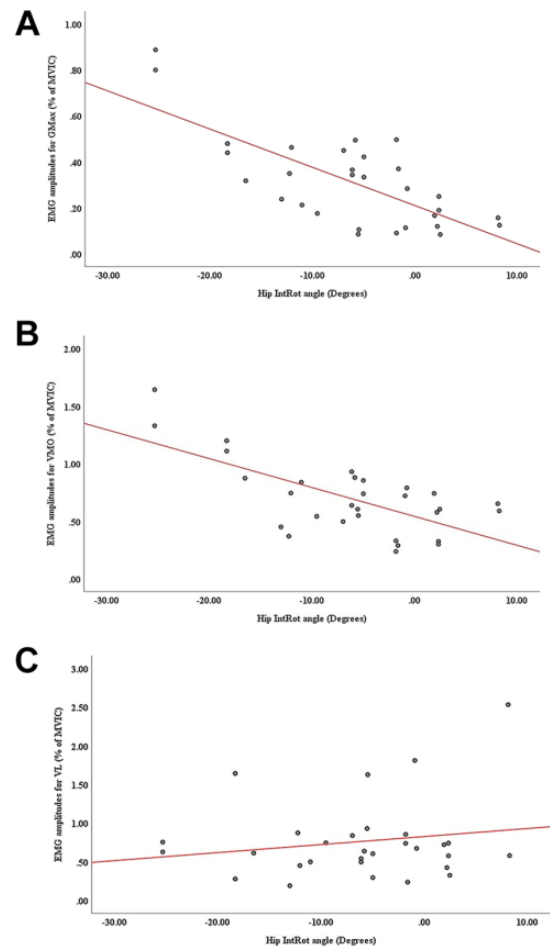 A
1.00
.80
.60
.40
.20
.00
EMG amplitudes for GMax (% of MVIC)
-30.00 -20.00 -10.00 .00 10.00
Hip IntRot angle (Degrees)
B
2.00
1.50
1.00
.50
.00
EMG amplitudes for VMO (% of MVIC)
-30.00 -20.00 -10.00 .00 10.00
Hip IntRot angle (Degrees)
C
3.00
2.50
2.00
1.50
1.00
.50
.00
EMG amplitudes for VL (% of MVIC)
-30.00 -20.00 -10.00 .00 10.00
Hip IntRot angle (Degrees)